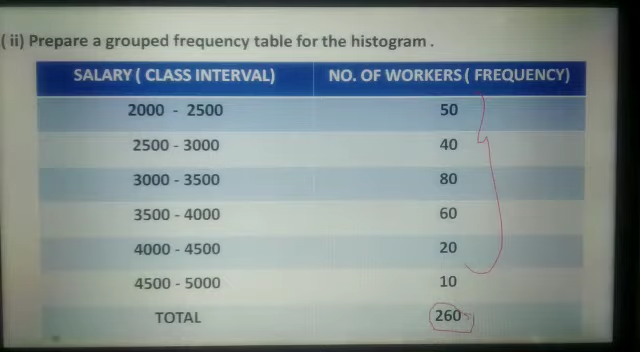 ( ii) Prepare a grouped frequency table for the histogram .
SALARY ( CLASS INTERVAL) NO. OF WORKERS ( FREQUENCY)
2000 - 2500 50
2500 - 3000 40
3000 - 3500 80
3500 - 4000 60
4000 - 4500 20
4500 - 5000 10
TOTAL 260